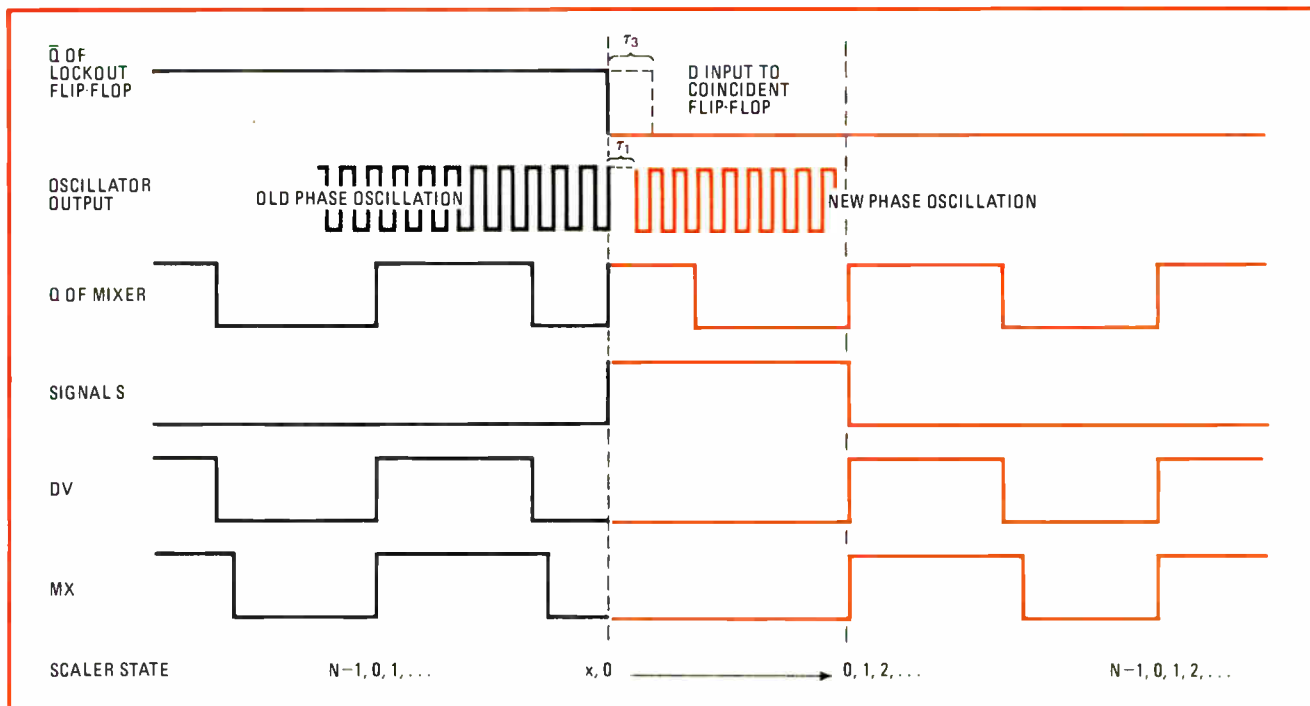 τ3
Q̅ OF
LOCKOUT
FLIP-FLOP
D INPUT TO
COINCIDENT
FLIP-FLOP
τ1
OSCILLATOR
OUTPUT
OLD PHASE OSCILLATION
NEW PHASE OSCILLATION
Q OF MIXER
SIGNAL S
DV
MX
SCALER STATE
N−1, 0, 1, . . .
x, 0
0, 1, 2, . . .
N−1, 0, 1, 2, . . .